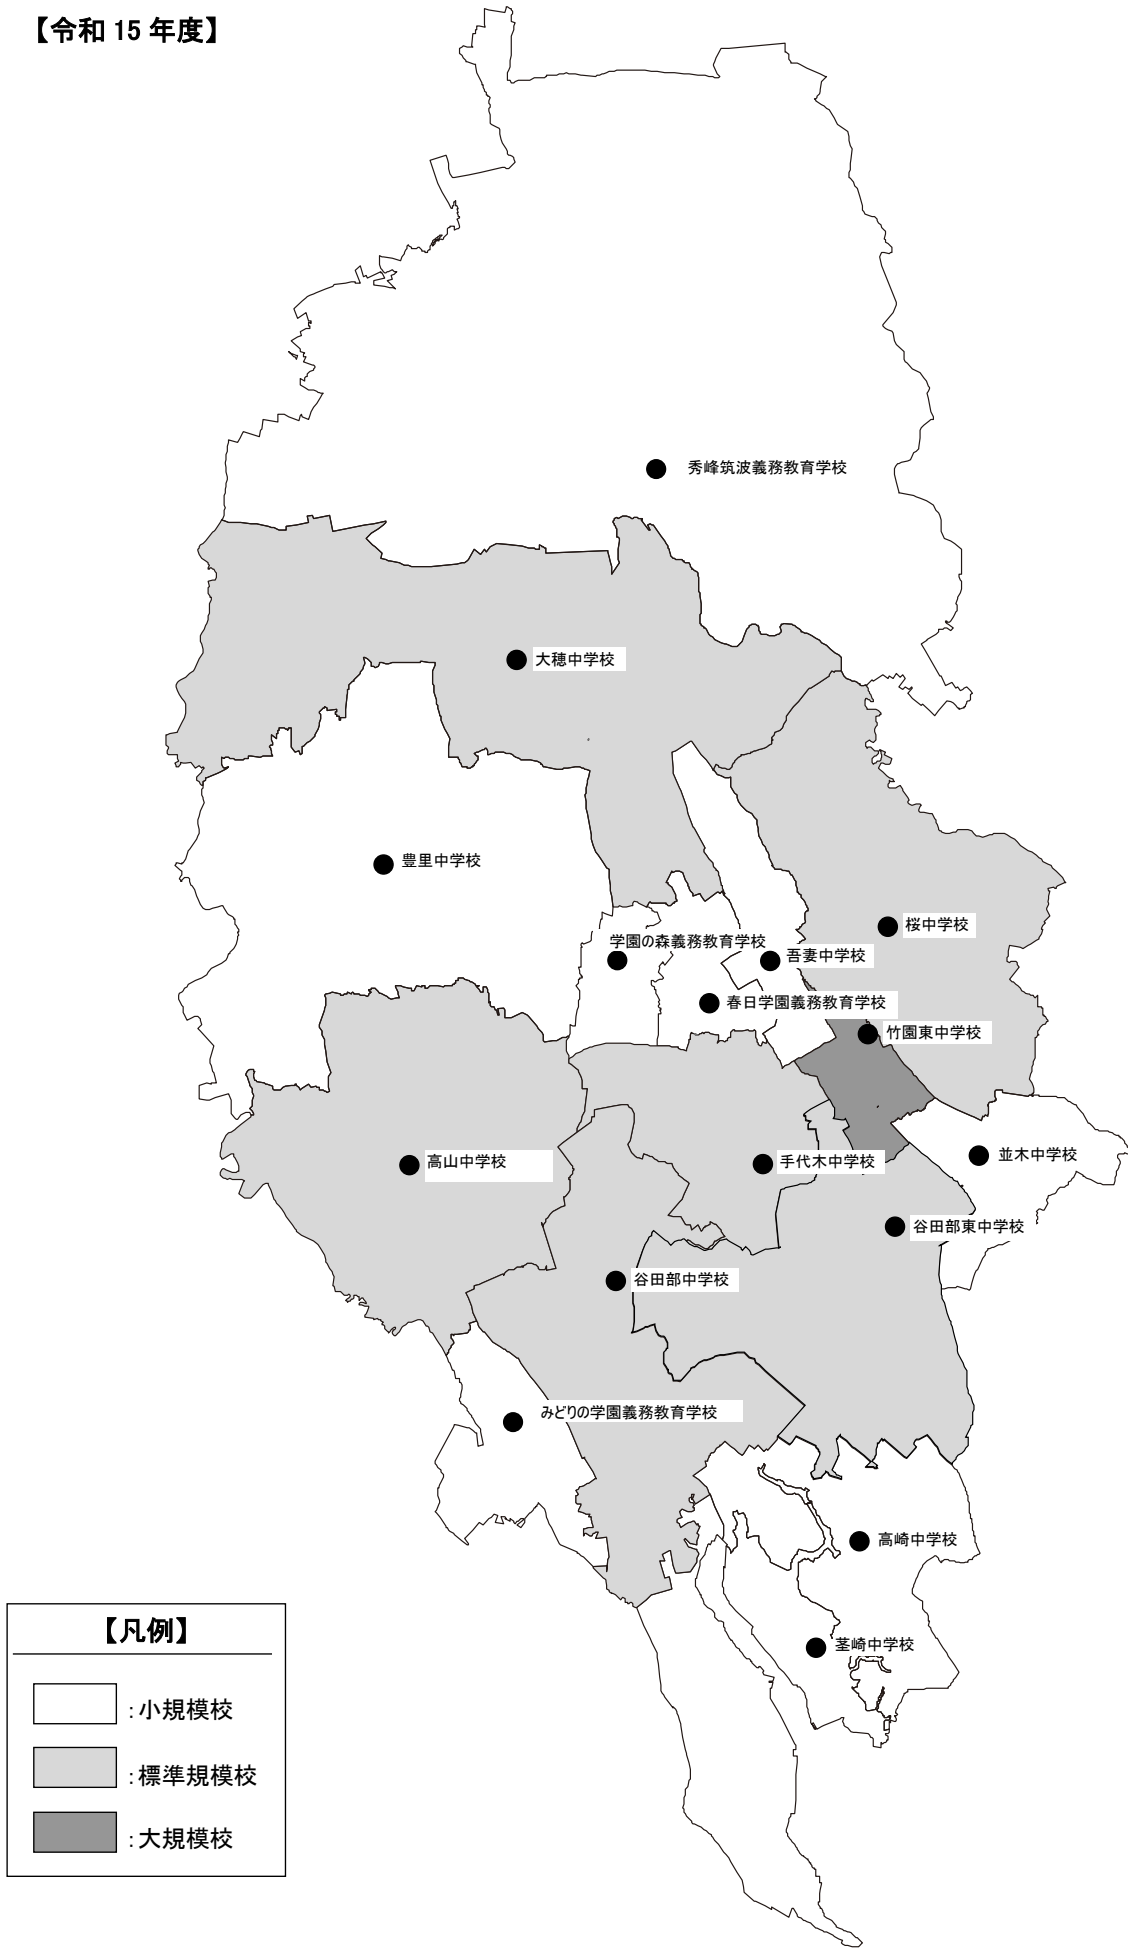 【令和 15 年度】
秀峰筑波義務教育学校
大穂中学校
豊里中学校
桜中学校
学園の森義務教育学校
吾妻中学校
春日学園義務教育学校
竹園東中学校
並木中学校
高山中学校
手代木中学校
谷田部東中学校
谷田部中学校
みどりの学園義務教育学校
高崎中学校
茎崎中学校
【凡例】
：小規模校
：標準規模校
：大規模校